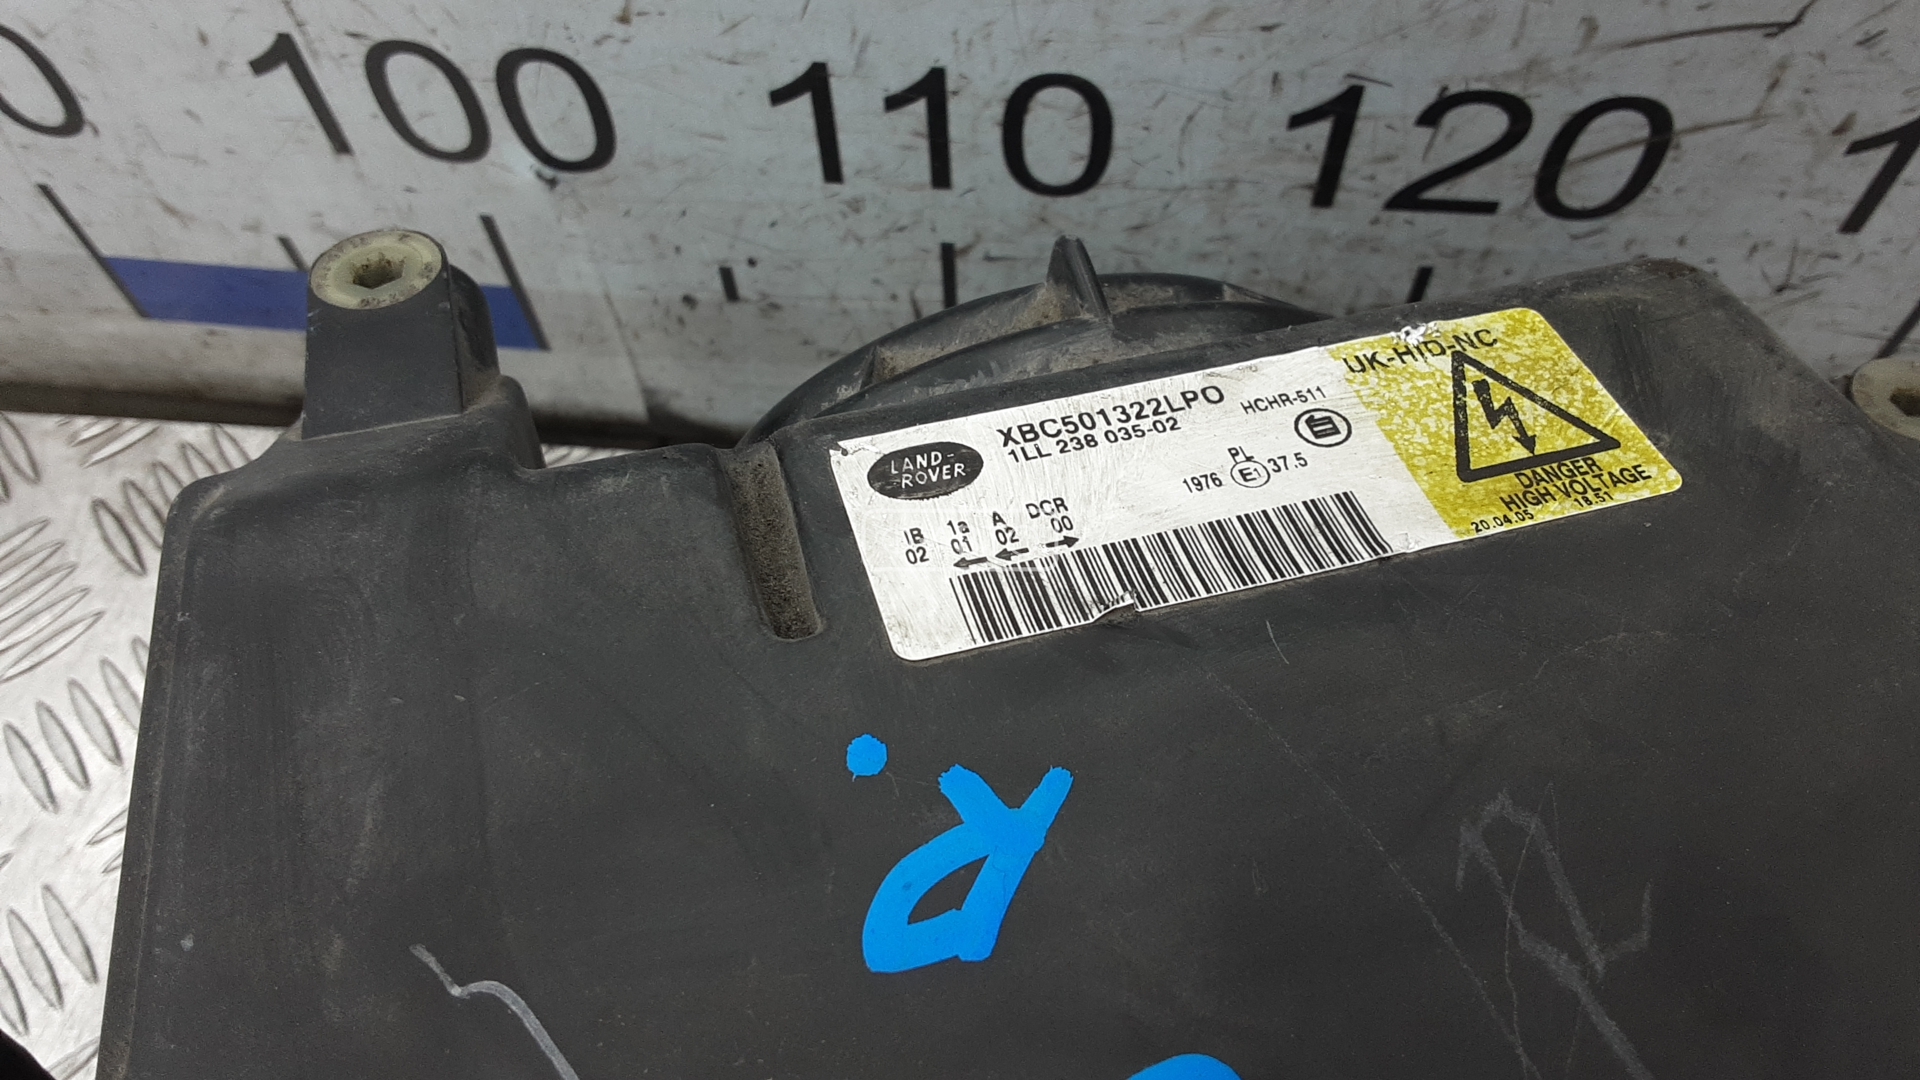 100 110 120
LAND-
ROVER
XBC501322LPO
1LL 238 035-02
HCHR-511
UK-HID-NC
1976 E1 37.5
PL
IB 1a A DCR
02 01 02 00
DANGER
HIGH VOLTAGE
20.04.05 18.51
R.